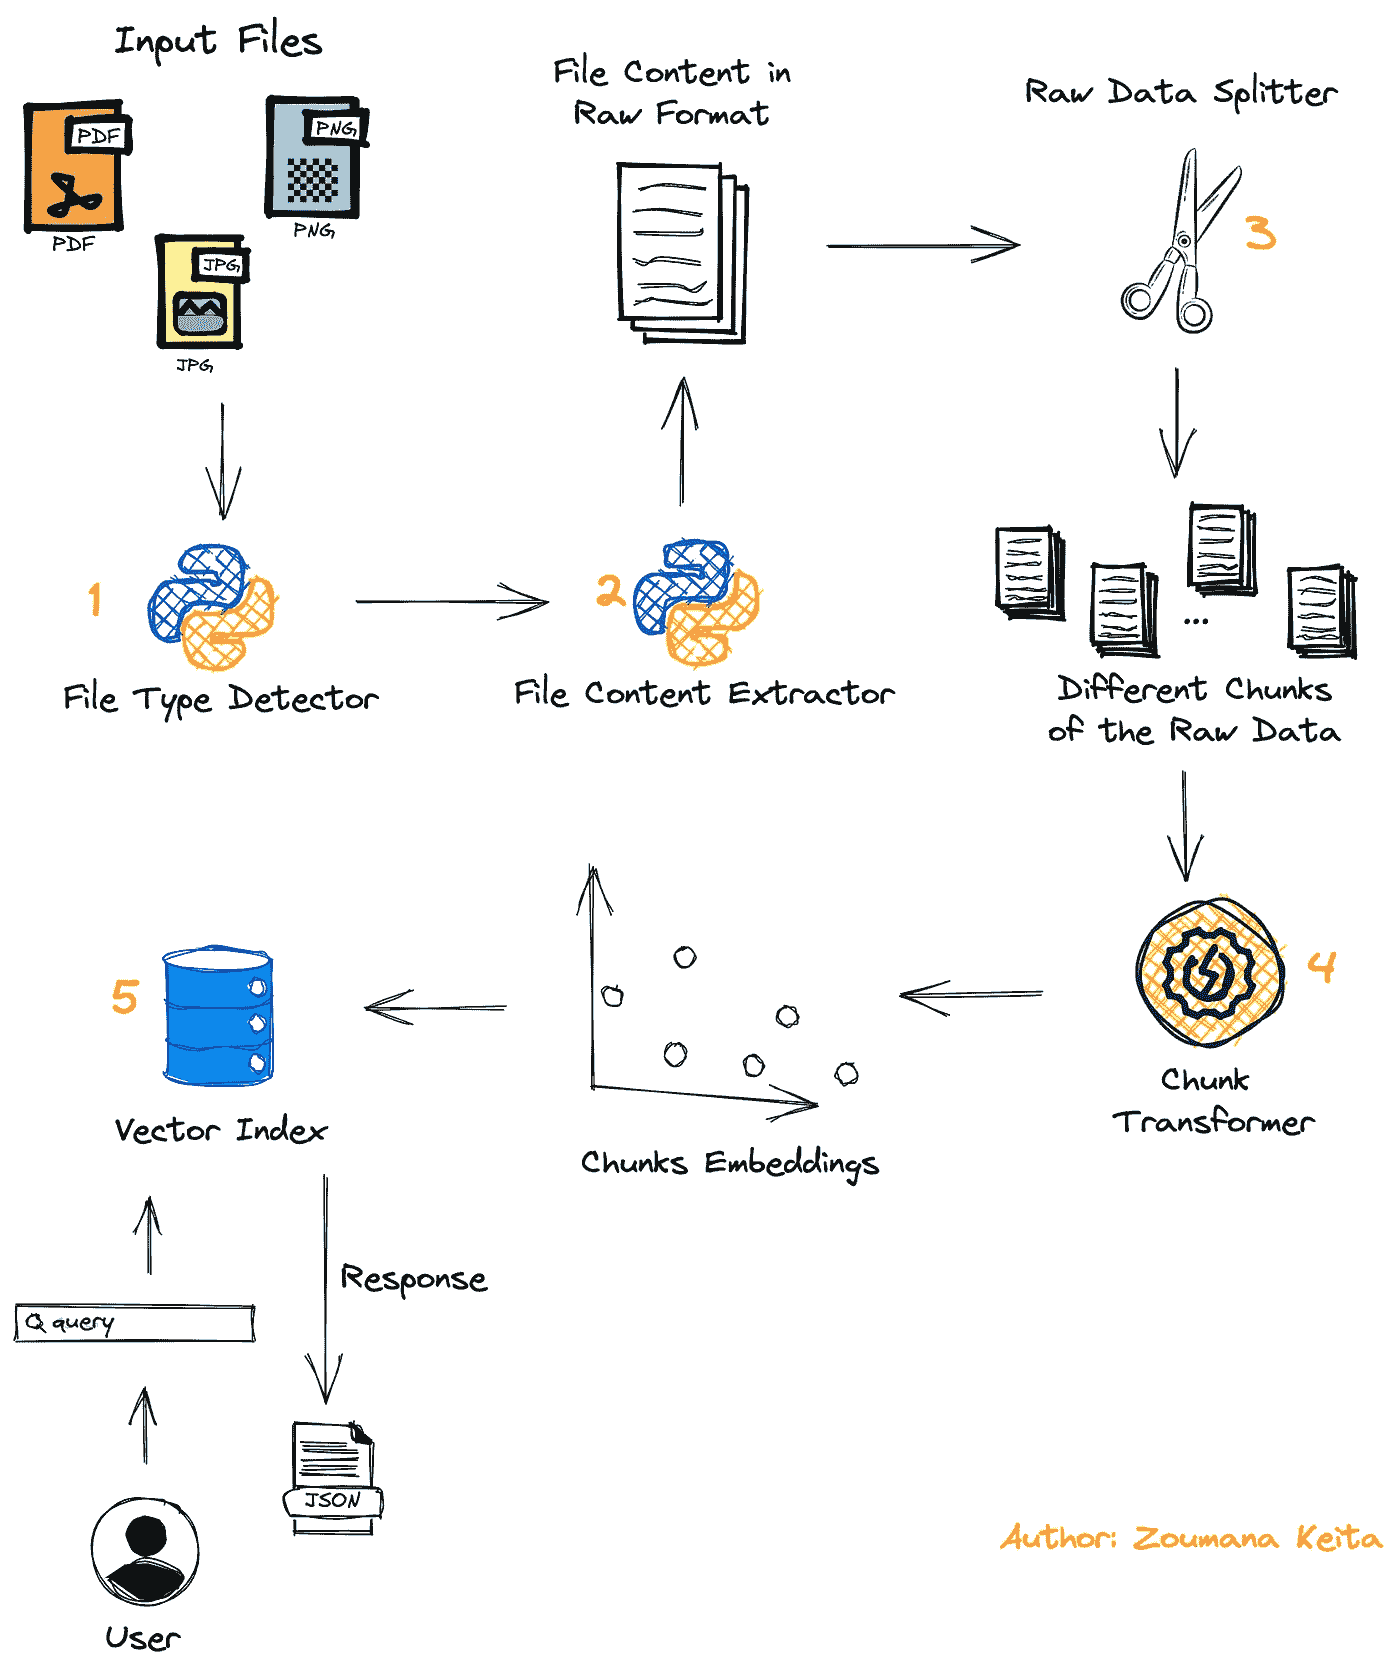 Input Files
PDF
PDF
PNG
PNG
JPG
JPG
File Content in
Raw Format
Raw Data Splitter
3
1
File Type Detector
2
File Content Extractor
...
Different Chunks
of the Raw Data
4
Chunk
Transformer
Chunks Embeddings
5
Vector Index
Response
query
JSON
User
Author: Zoumana Keita